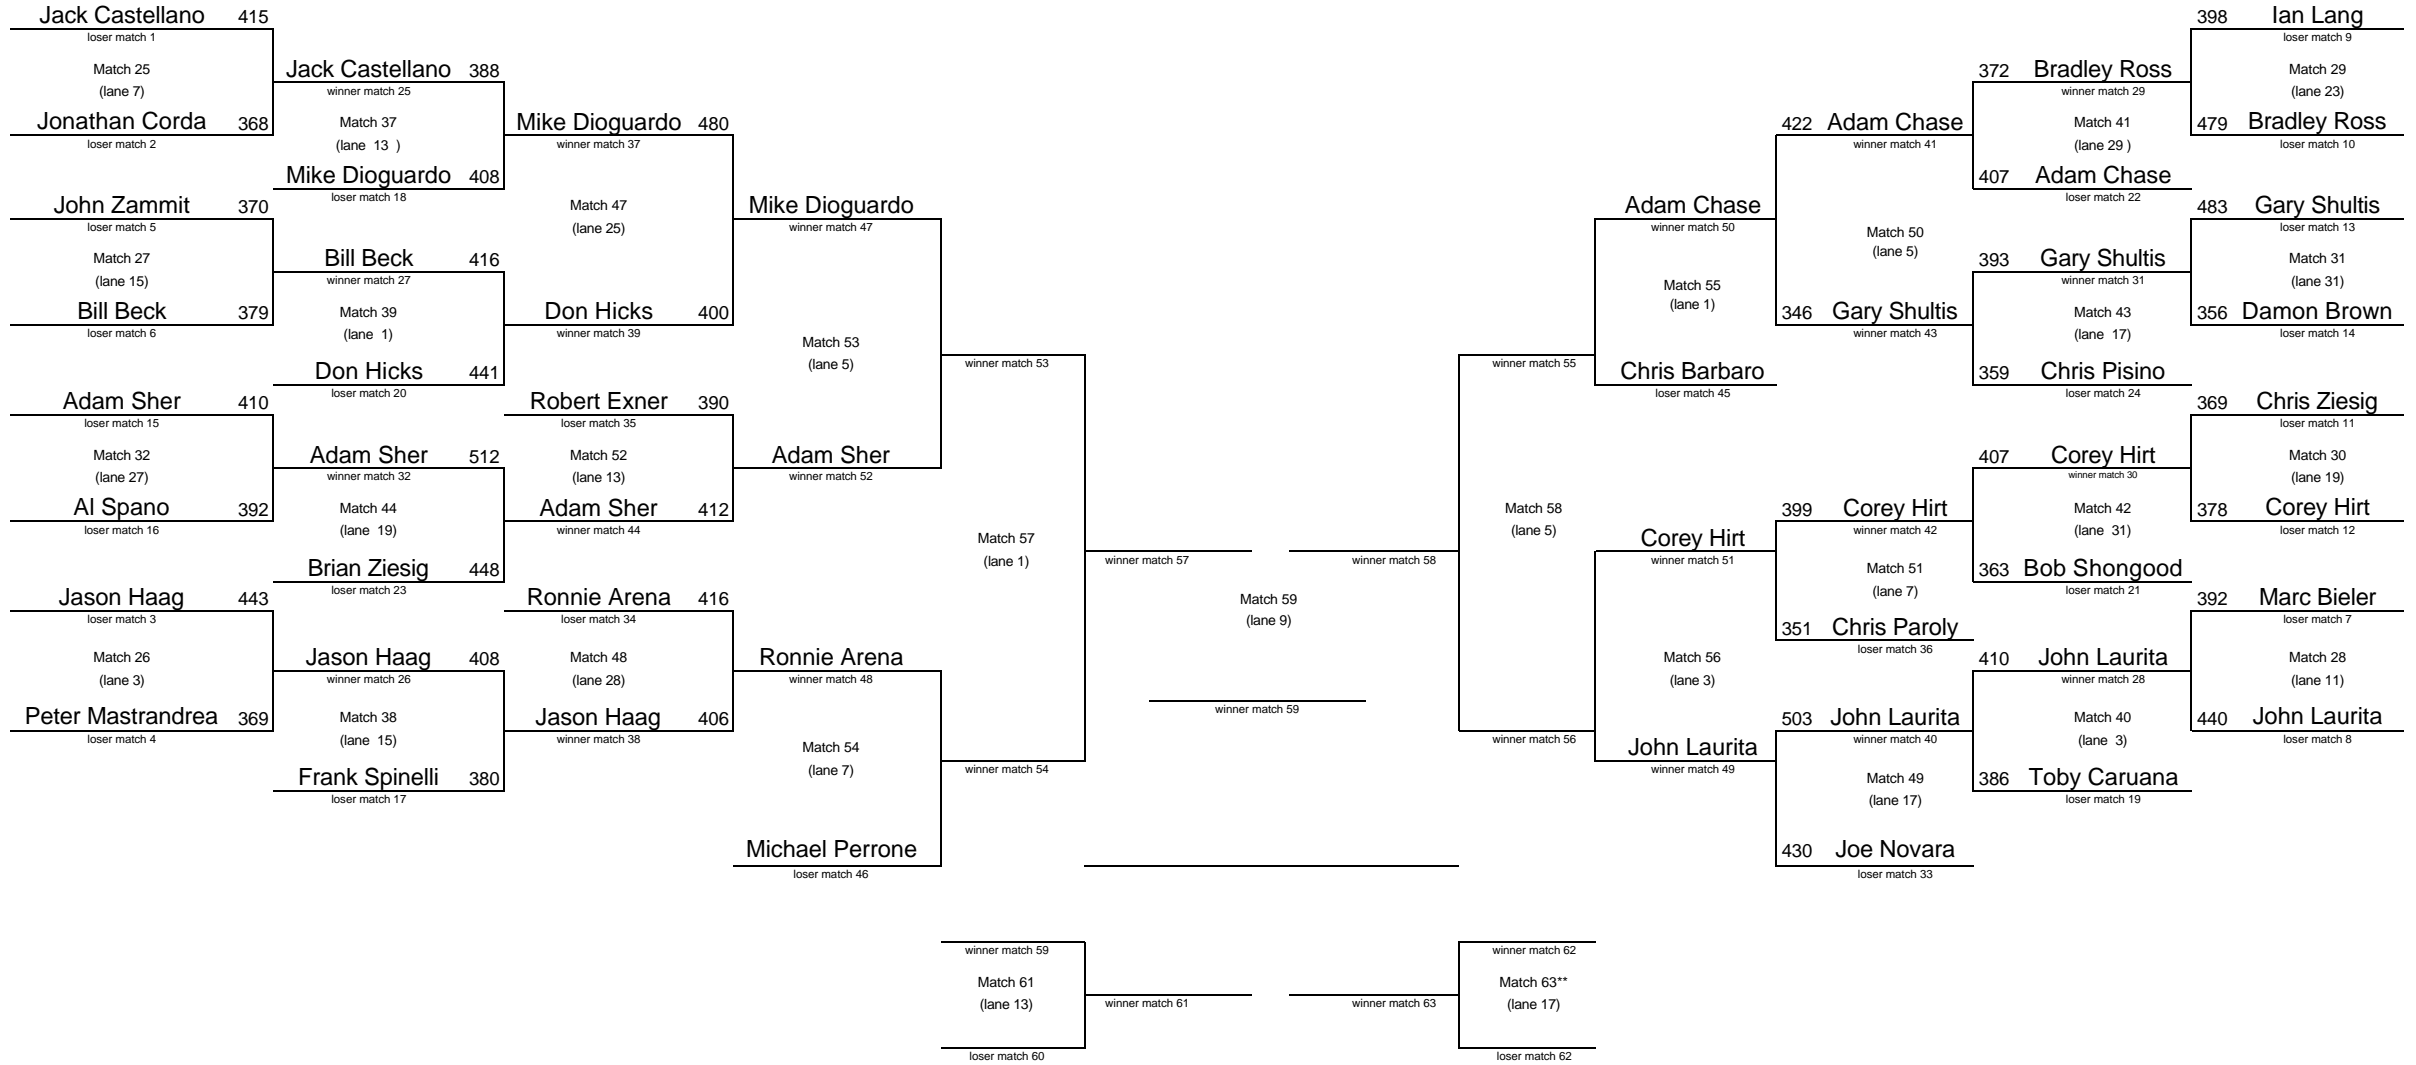 Jack Castellano 415
loser match 1
Match 25
(lane 7)
Jonathan Corda 368
loser match 2
John Zammit 370
loser match 5
Match 27
(lane 15)
Bill Beck 379
loser match 6
Adam Sher 410
loser match 15
Match 32
(lane 27)
Al Spano 392
loser match 16
Jason Haag 443
loser match 3
Match 26
(lane 3)
Peter Mastrandrea 369
loser match 4
Jack Castellano 388
winner match 25
Match 37
(lane 13 )
Mike Dioguardo 408
loser match 18
Bill Beck 416
winner match 27
Match 39
(lane 1)
Don Hicks 441
loser match 20
Adam Sher 512
winner match 32
Match 44
(lane 19)
Brian Ziesig 448
loser match 23
Jason Haag 408
winner match 26
Match 38
(lane 15)
Frank Spinelli 380
loser match 17
Mike Dioguardo 480
winner match 37
Match 47
(lane 25)
Don Hicks 400
winner match 39
Robert Exner 390
loser match 35
Match 52
(lane 13)
Adam Sher 412
winner match 44
Ronnie Arena 416
loser match 34
Match 48
(lane 28)
Jason Haag 406
winner match 38
Mike Dioguardo
winner match 47
Match 53
(lane 5)
Adam Sher
winner match 52
Ronnie Arena
winner match 48
Match 54
(lane 7)
Michael Perrone
loser match 46
winner match 53
Match 57
(lane 1)
winner match 54
winner match 57
winner match 58
Match 59
(lane 9)
winner match 59
winner match 55
Match 58
(lane 5)
winner match 56
Adam Chase
winner match 50
Match 55
(lane 1)
Chris Barbaro
loser match 45
Corey Hirt
winner match 51
Match 56
(lane 3)
John Laurita
winner match 49
422 Adam Chase
winner match 41
Match 50
(lane 5)
346 Gary Shultis
winner match 43
399 Corey Hirt
winner match 42
Match 51
(lane 7)
351 Chris Paroly
loser match 36
503 John Laurita
winner match 40
Match 49
(lane 17)
430 Joe Novara
loser match 33
372 Bradley Ross
winner match 29
Match 41
(lane 29 )
407 Adam Chase
loser match 22
393 Gary Shultis
winner match 31
Match 43
(lane 17)
359 Chris Pisino
loser match 24
407 Corey Hirt
winner match 30
Match 42
(lane 31)
363 Bob Shongood
loser match 21
410 John Laurita
winner match 28
Match 40
(lane 3)
386 Toby Caruana
loser match 19
398 Ian Lang
loser match 9
Match 29
(lane 23)
479 Bradley Ross
loser match 10
483 Gary Shultis
loser match 13
Match 31
(lane 31)
356 Damon Brown
loser match 14
369 Chris Ziesig
loser match 11
Match 30
(lane 19)
378 Corey Hirt
loser match 12
392 Marc Bieler
loser match 7
Match 28
(lane 11)
440 John Laurita
loser match 8
winner match 59
Match 61
(lane 13)
loser match 60
winner match 61
winner match 63
winner match 62
Match 63**
(lane 17)
loser match 62